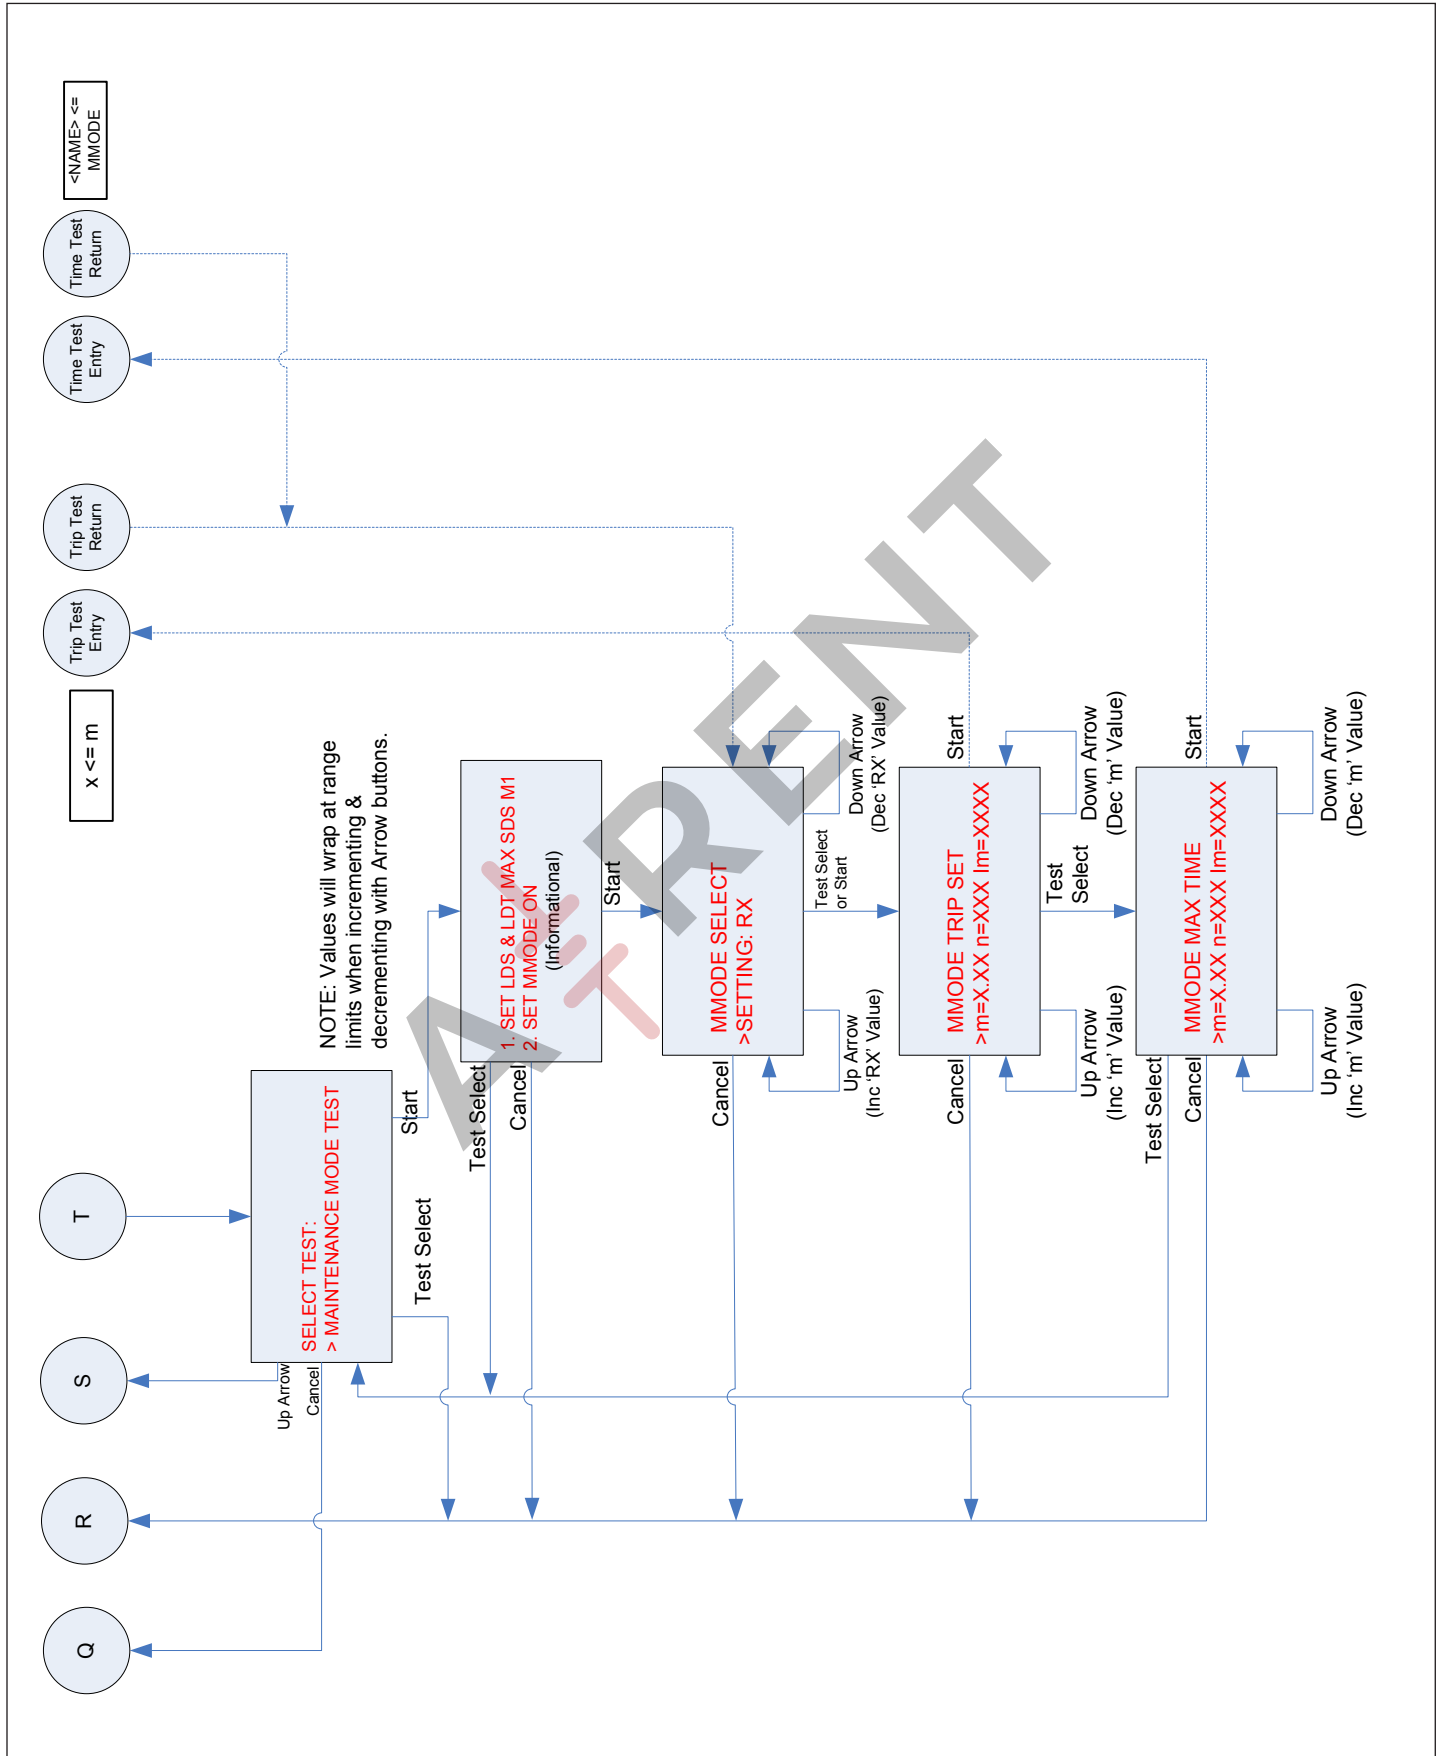 Q
R
S
T
x <= m
Trip Test
Entry
Trip Test
Return
Time Test
Entry
Time Test
Return
<NAME> <=
MMODE
Up Arrow
Cancel
SELECT TEST:
> MAINTENANCE MODE TEST
Test Select
Start
NOTE: Values will wrap at range
limits when incrementing &
decrementing with Arrow buttons.
Test Select
Cancel
1. SET LDS & LDT MAX SDS M1
2. SET MMODE ON
(Informational)
Start
Cancel
MMODE SELECT
>SETTING: RX
Up Arrow
(Inc ‘RX’ Value)
Test Select
or Start
Down Arrow
(Dec ‘RX’ Value)
Cancel
MMODE TRIP SET
>m=X.XX n=XXX Im=XXXX
Start
Up Arrow
(Inc ‘m’ Value)
Test
Select
Down Arrow
(Dec ‘m’ Value)
Test Select
Cancel
MMODE MAX TIME
>m=X.XX n=XXX Im=XXXX
Start
Up Arrow
(Inc ‘m’ Value)
Down Arrow
(Dec ‘m’ Value)
A RENT